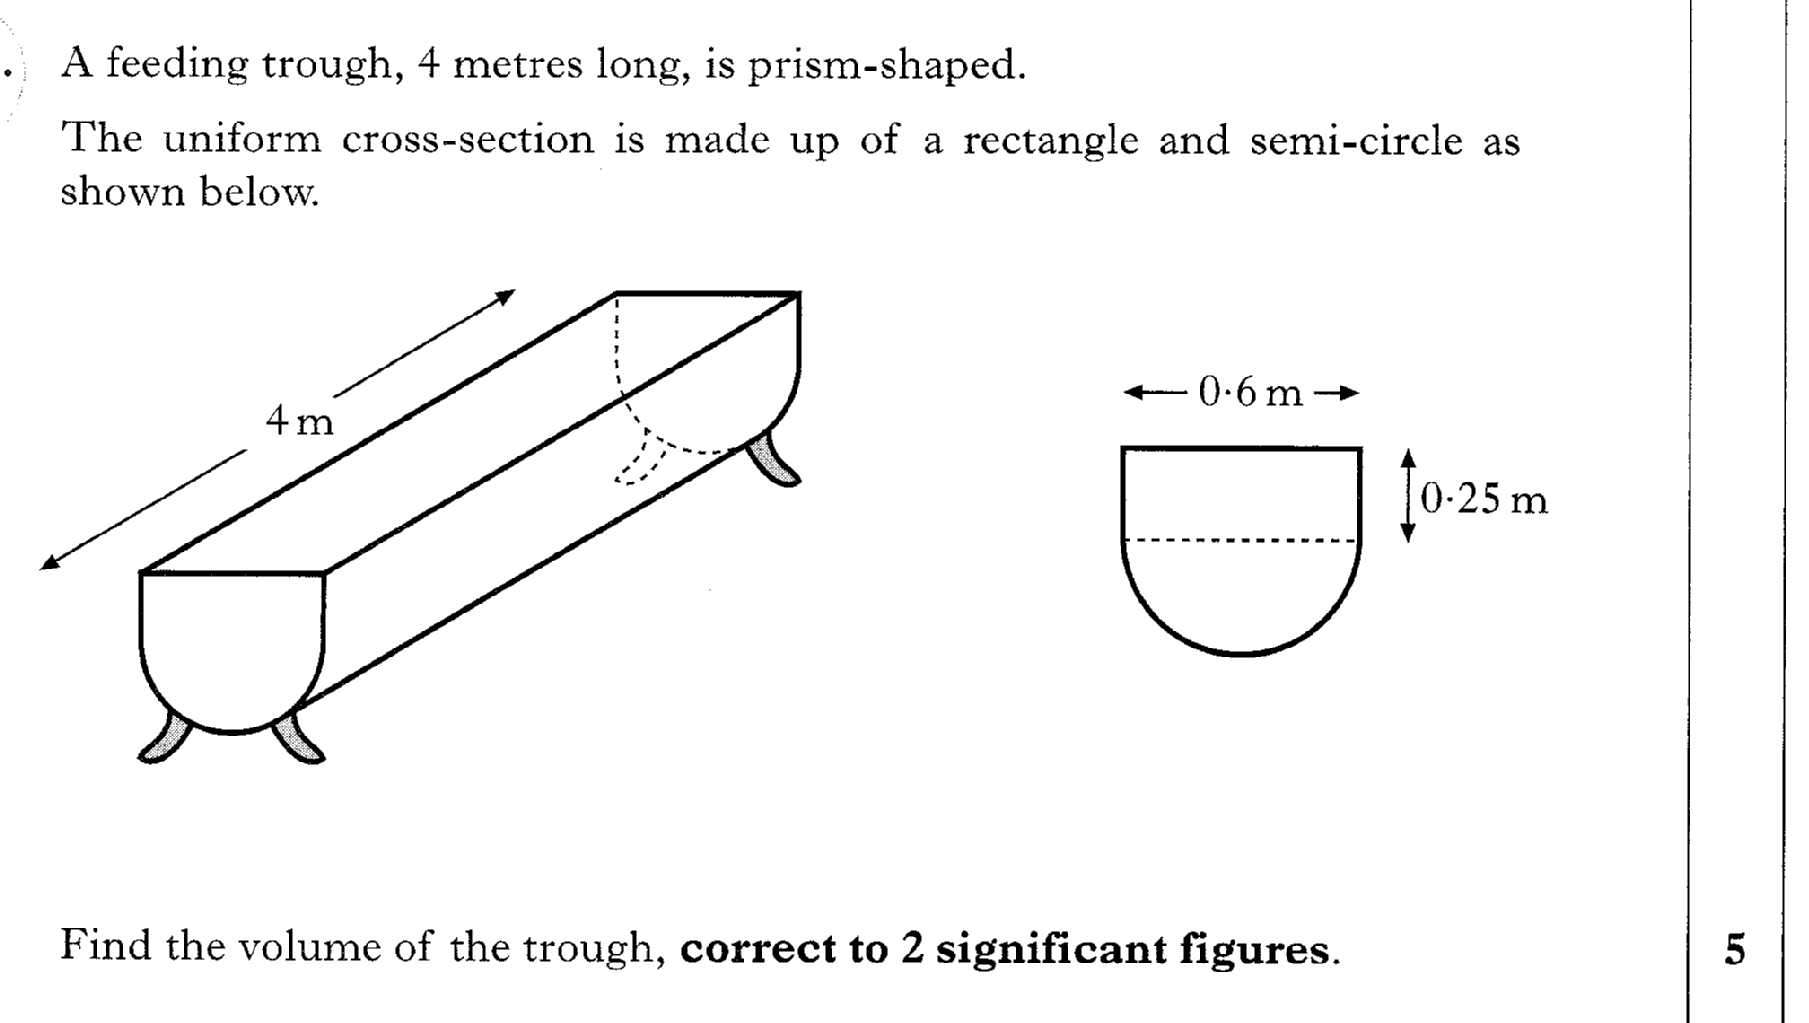 . A feeding trough, 4 metres long, is prism-shaped.
The uniform cross-section is made up of a rectangle and semi-circle as
shown below.
4 m
0·6 m
0·25 m
Find the volume of the trough, correct to 2 significant figures.
5